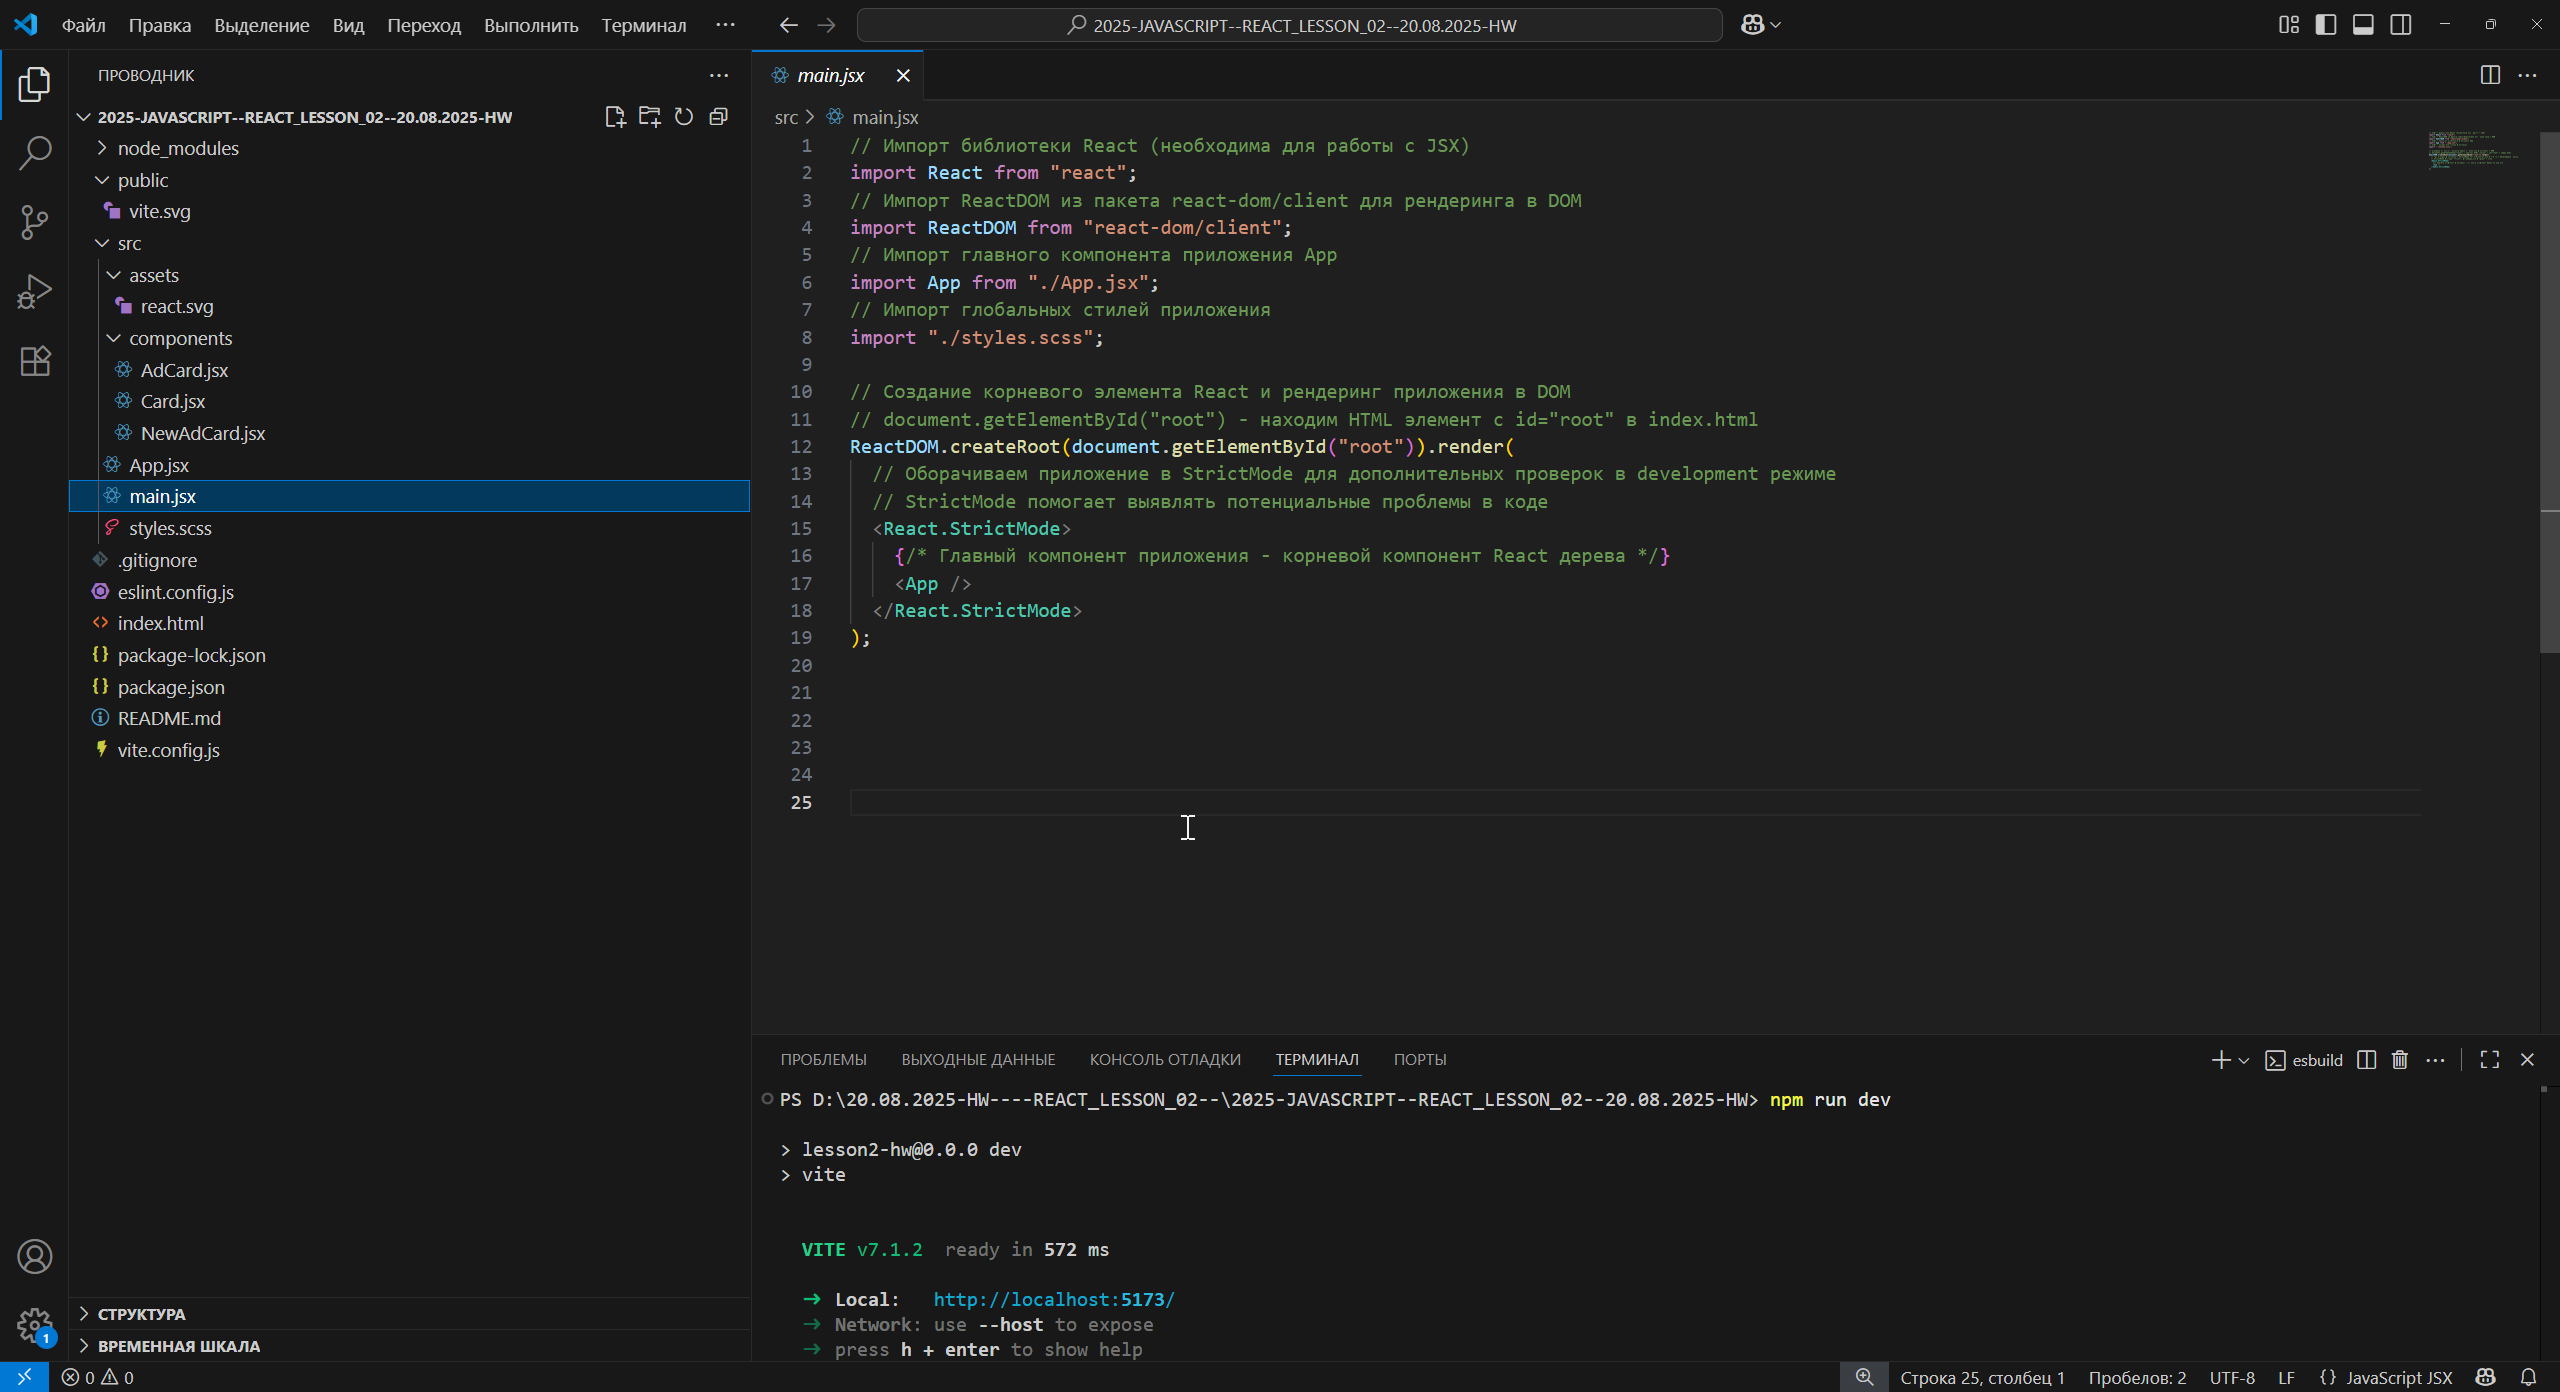 Файл Правка Выделение Вид Переход Выполнить Терминал ···
2025-JAVASCRIPT--REACT_LESSON_02--20.08.2025-HW
ПРОВОДНИК
2025-JAVASCRIPT--REACT_LESSON_02--20.08.2025-HW
node_modules
public
vite.svg
src
assets
react.svg
components
AdCard.jsx
Card.jsx
NewAdCard.jsx
App.jsx
main.jsx
styles.scss
.gitignore
eslint.config.js
index.html
package-lock.json
package.json
README.md
vite.config.js
СТРУКТУРА
ВРЕМЕННАЯ ШКАЛА
1
main.jsx
src > main.jsx
1 // Импорт библиотеки React (необходима для работы с JSX)
2 import React from "react";
3 // Импорт ReactDOM из пакета react-dom/client для рендеринга в DOM
4 import ReactDOM from "react-dom/client";
5 // Импорт главного компонента приложения App
6 import App from "./App.jsx";
7 // Импорт глобальных стилей приложения
8 import "./styles.scss";
9
10 // Создание корневого элемента React и рендеринг приложения в DOM
11 // document.getElementById("root") - находим HTML элемент с id="root" в index.html
12 ReactDOM.createRoot(document.getElementById("root")).render(
13 // Оборачиваем приложение в StrictMode для дополнительных проверок в development режиме
14 // StrictMode помогает выявлять потенциальные проблемы в коде
15 <React.StrictMode>
16 {/* Главный компонент приложения - корневой компонент React дерева */}
17 <App />
18 </React.StrictMode>
19 );
20
21
22
23
24
25
ПРОБЛЕМЫ ВЫХОДНЫЕ ДАННЫЕ КОНСОЛЬ ОТЛАДКИ ТЕРМИНАЛ ПОРТЫ
esbuild
PS D:\20.08.2025-HW----REACT_LESSON_02--\2025-JAVASCRIPT--REACT_LESSON_02--20.08.2025-HW> npm run dev
> lesson2-hw@0.0.0 dev
> vite
VITE v7.1.2 ready in 572 ms
➜ Local: http://localhost:5173/
➜ Network: use --host to expose
➜ press h + enter to show help
0 0
Строка 25, столбец 1 Пробелов: 2 UTF-8 LF {} JavaScript JSX